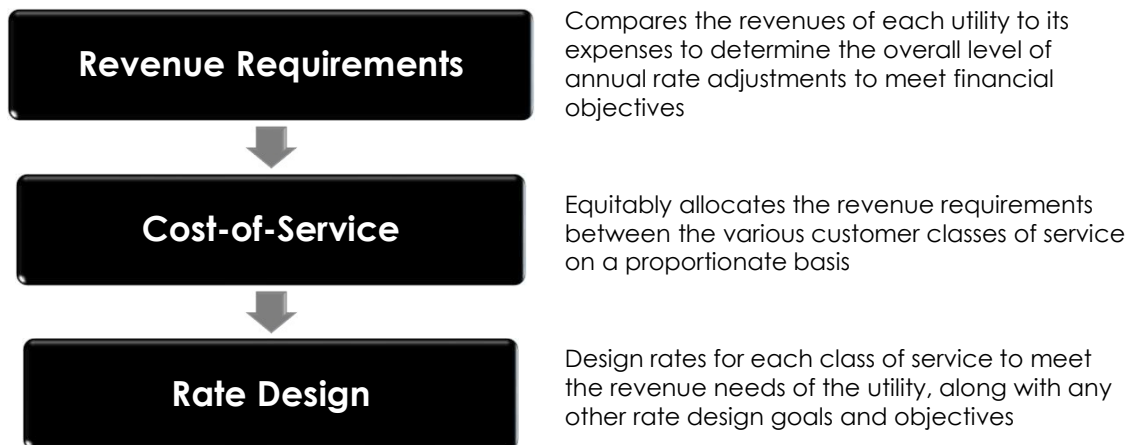 Revenue Requirements
Compares the revenues of each utility to its
expenses to determine the overall level of
annual rate adjustments to meet financial
objectives
Cost-of-Service
Equitably allocates the revenue requirements
between the various customer classes of service
on a proportionate basis
Rate Design
Design rates for each class of service to meet
the revenue needs of the utility, along with any
other rate design goals and objectives